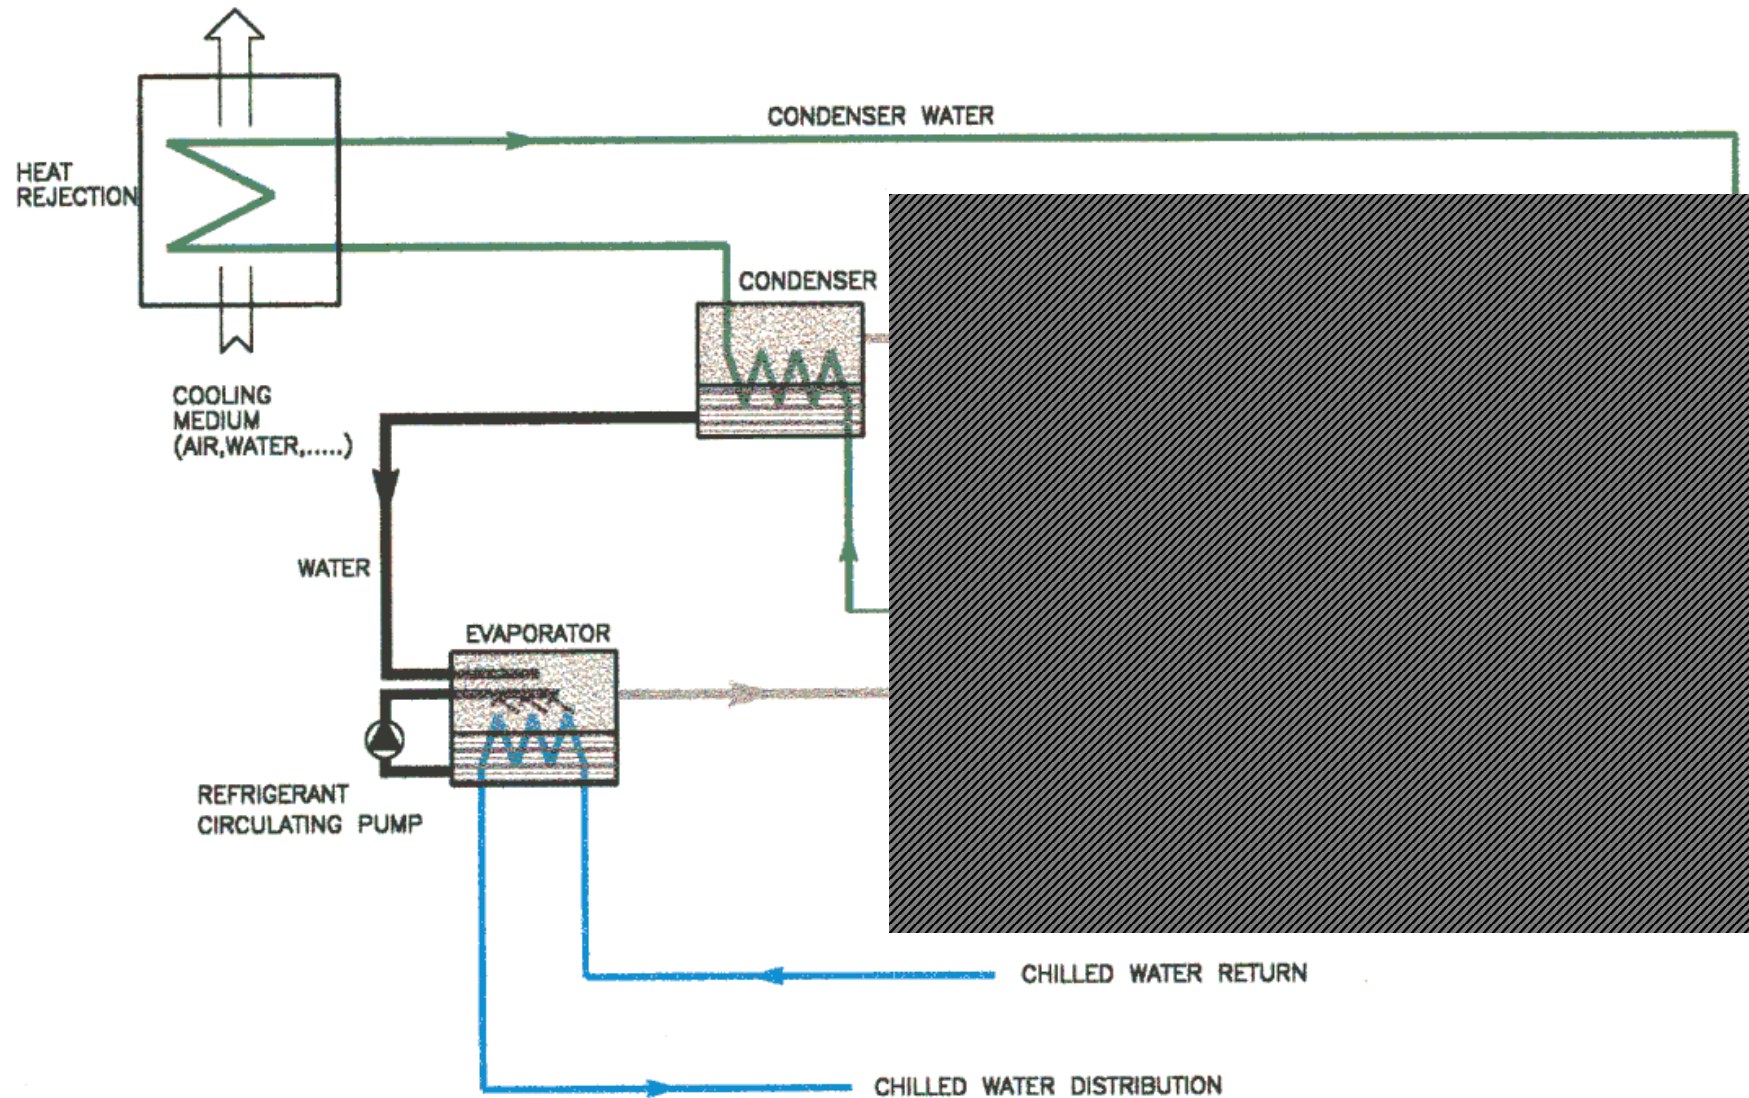 CONDENSER WATER
HEAT
REJECTION
CONDENSER
COOLING
MEDIUM
(AIR,WATER,.....)
WATER
EVAPORATOR
REFRIGERANT
CIRCULATING PUMP
CHILLED WATER RETURN
CHILLED WATER DISTRIBUTION